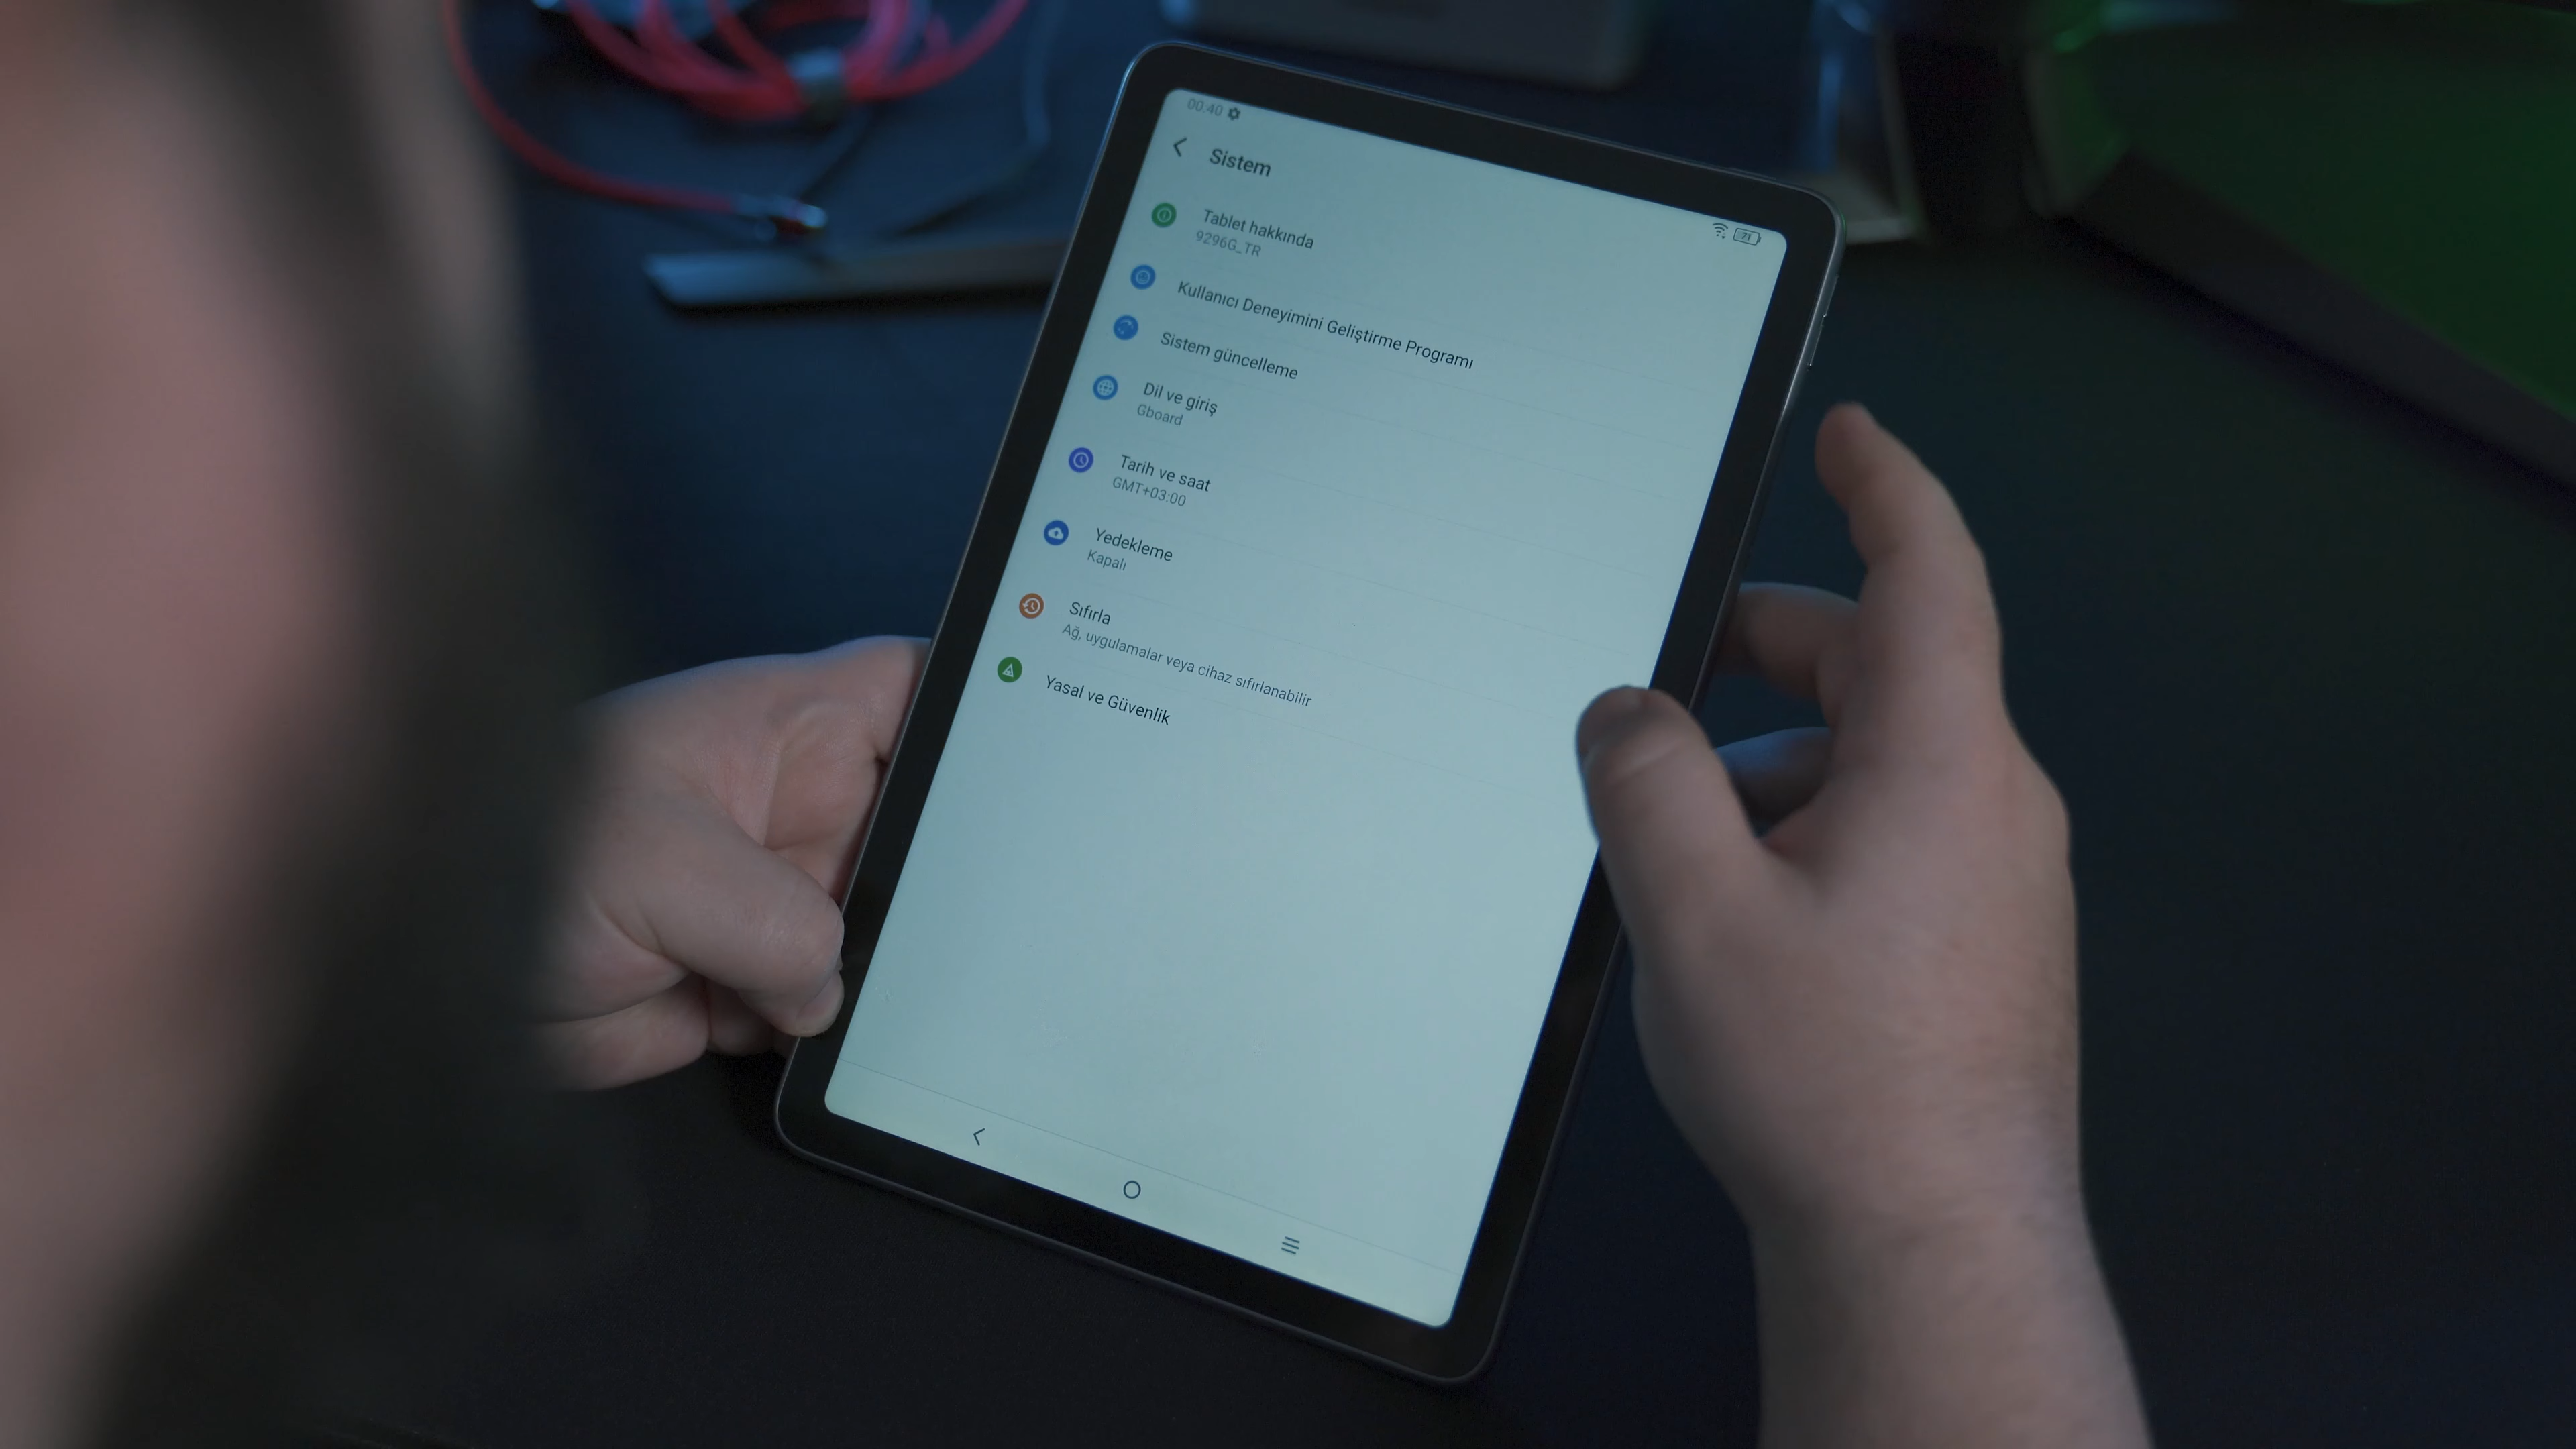 00:40
71
Sistem
Tablet hakkında
9296G_TR
Kullanıcı Deneyimini Geliştirme Programı
Sistem güncelleme
Dil ve giriş
Gboard
Tarih ve saat
GMT+03:00
Yedekleme
Kapalı
Sıfırla
Ağ, uygulamalar veya cihaz sıfırlanabilir
Yasal ve Güvenlik